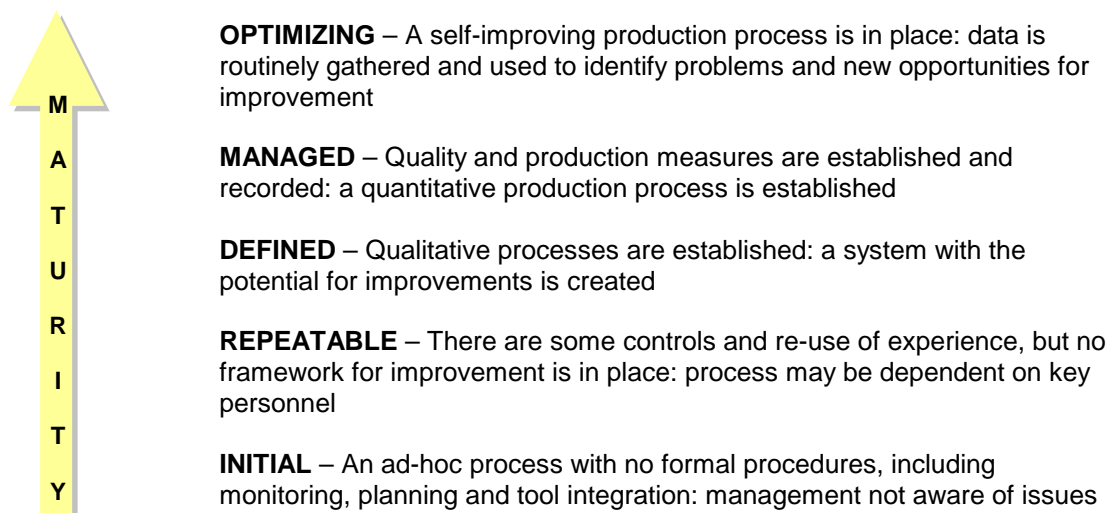 M
A
T
U
R
I
T
Y
OPTIMIZING – A self-improving production process is in place: data is
routinely gathered and used to identify problems and new opportunities for
improvement
MANAGED – Quality and production measures are established and
recorded: a quantitative production process is established
DEFINED – Qualitative processes are established: a system with the
potential for improvements is created
REPEATABLE – There are some controls and re-use of experience, but no
framework for improvement is in place: process may be dependent on key
personnel
INITIAL – An ad-hoc process with no formal procedures, including
monitoring, planning and tool integration: management not aware of issues